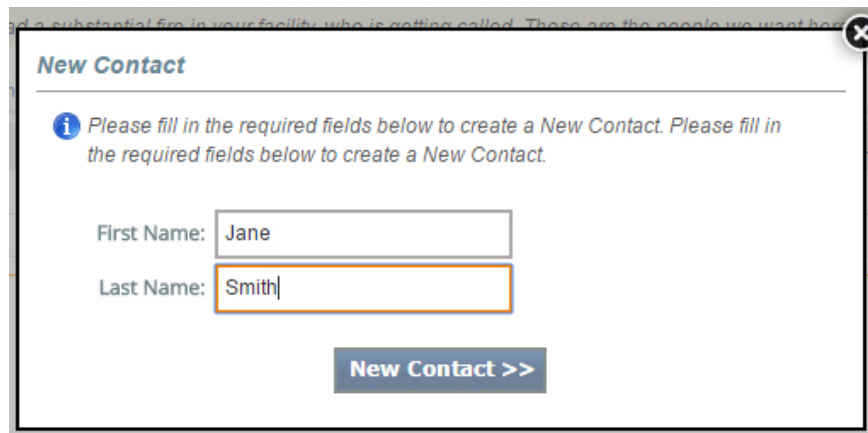 ad a substantial fire in your facility, who is getting called. These are the people we want here
New Contact
Please fill in the required fields below to create a New Contact. Please fill in
the required fields below to create a New Contact.
First Name: Jane
Last Name: Smith
New Contact >>